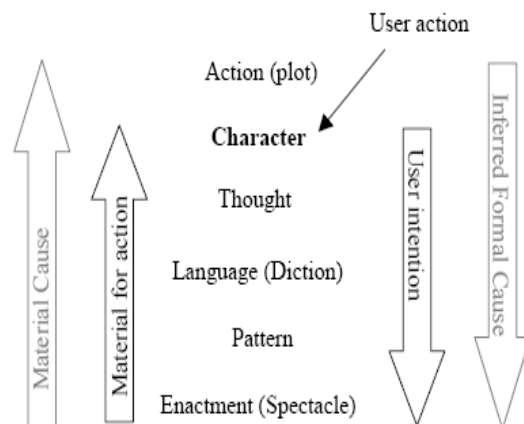 User action
Action (plot)
Character
Thought
Language (Diction)
Pattern
Enactment (Spectacle)
Material Cause
Material for action
User intention
Inferred Formal Cause